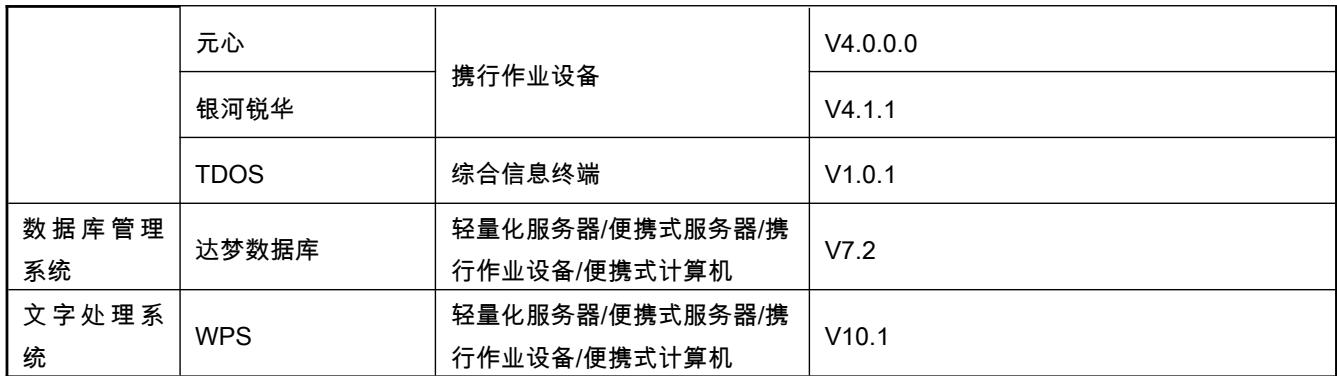 元心
携行作业设备
V4.0.0.0
银河锐华
V4.1.1
TDOS
综合信息终端
V1.0.1
数据库管理
系统
达梦数据库
轻量化服务器/便携式服务器/携
行作业设备/便携式计算机
V7.2
文字处理系
统
WPS
轻量化服务器/便携式服务器/携
行作业设备/便携式计算机
V10.1